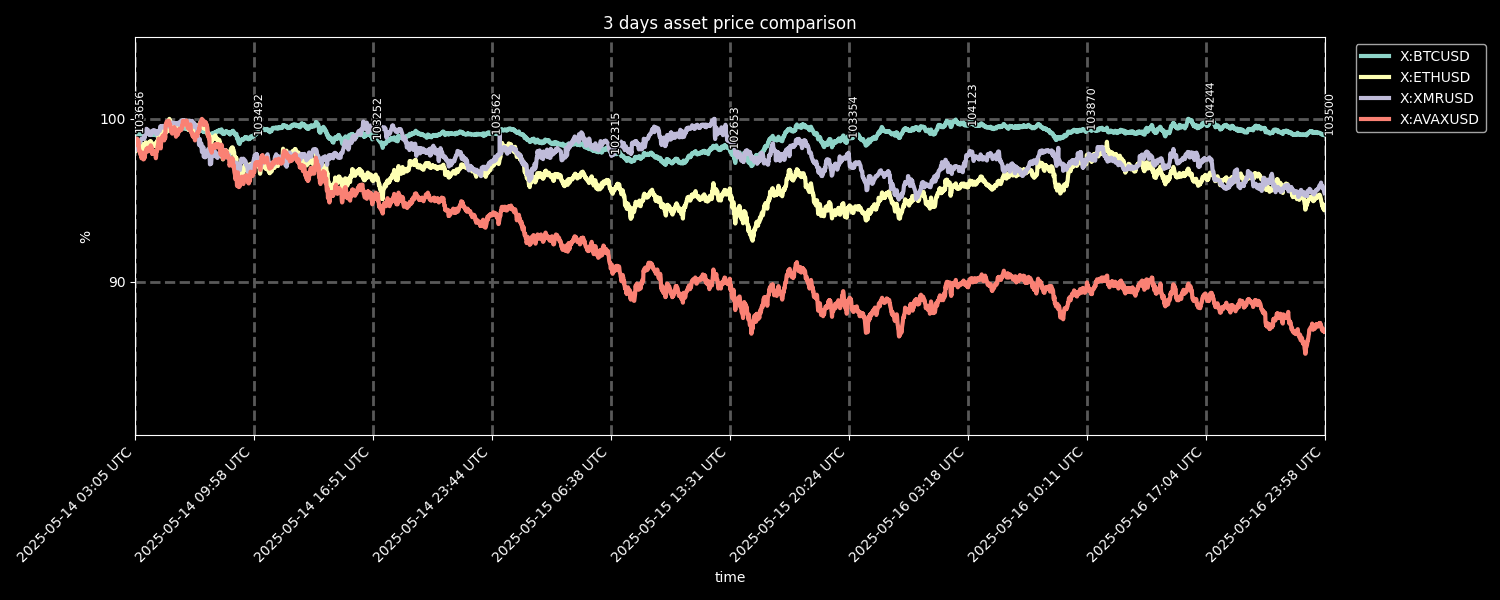 3 days asset price comparison
X:BTCUSD
X:ETHUSD
X:XMRUSD
X:AVAXUSD
%
100
90
103656
103492
103252
103562
102315
102653
103354
104123
103870
104244
103500
2025-05-14 03:05 UTC
2025-05-14 09:58 UTC
2025-05-14 16:51 UTC
2025-05-14 23:44 UTC
2025-05-15 06:38 UTC
2025-05-15 13:31 UTC
2025-05-15 20:24 UTC
2025-05-16 03:18 UTC
2025-05-16 10:11 UTC
2025-05-16 17:04 UTC
2025-05-16 23:58 UTC
time